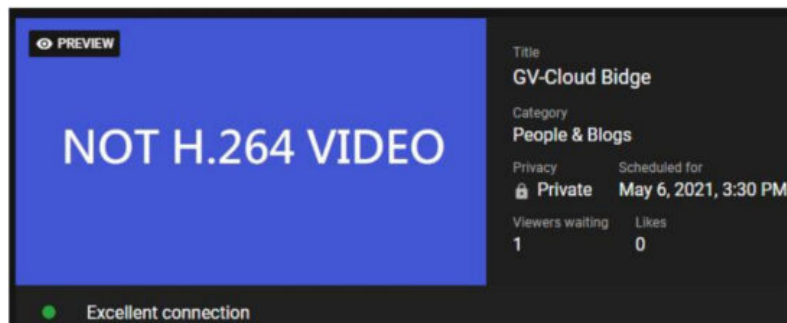 PREVIEW
NOT H.264 VIDEO
Title
GV-Cloud Bidge
Category
People & Blogs
Privacy Scheduled for
Private May 6, 2021, 3:30 PM
Viewers waiting Likes
1 0
Excellent connection